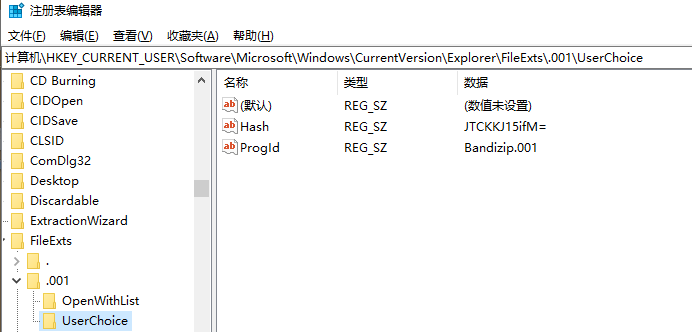 注册表编辑器
文件(F) 编辑(E) 查看(V) 收藏夹(A) 帮助(H)
计算机\HKEY_CURRENT_USER\Software\Microsoft\Windows\CurrentVersion\Explorer\FileExts\.001\UserChoice
CD Burning
CIDOpen
CIDSave
CLSID
ComDlg32
Desktop
Discardable
ExtractionWizard
FileExts
.
.001
OpenWithList
UserChoice
名称 类型 数据
ab (默认) REG_SZ (数值未设置)
ab Hash REG_SZ JTCKKJ15ifM=
ab ProgId REG_SZ Bandizip.001